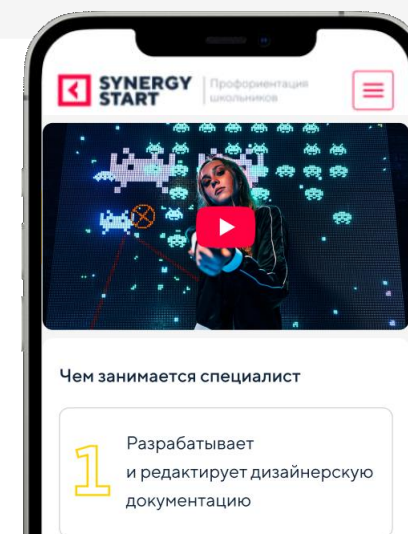 SYNERGY
START
Профориентация
школьников
Чем занимается специалист
1
Разрабатывает
и редактирует дизайнерскую
документацию